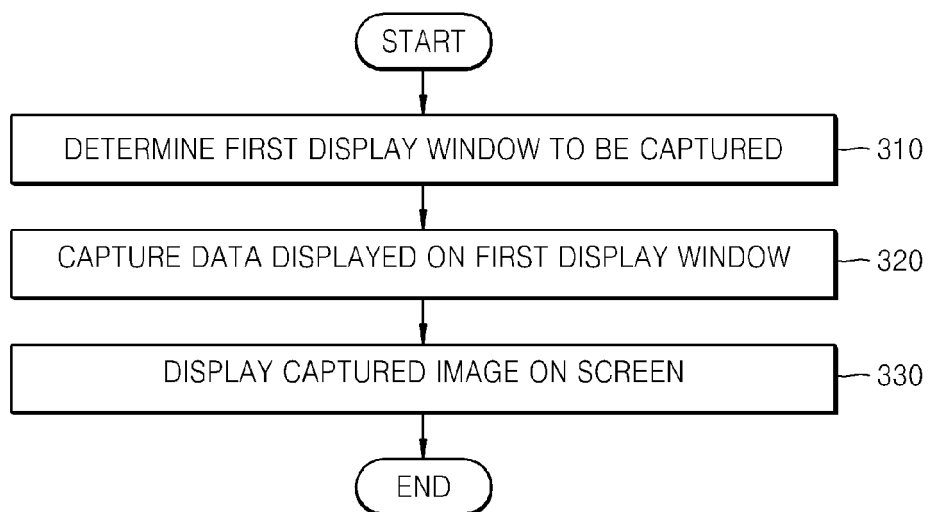 START
DETERMINE FIRST DISPLAY WINDOW TO BE CAPTURED
310
CAPTURE DATA DISPLAYED ON FIRST DISPLAY WINDOW
320
DISPLAY CAPTURED IMAGE ON SCREEN
330
END